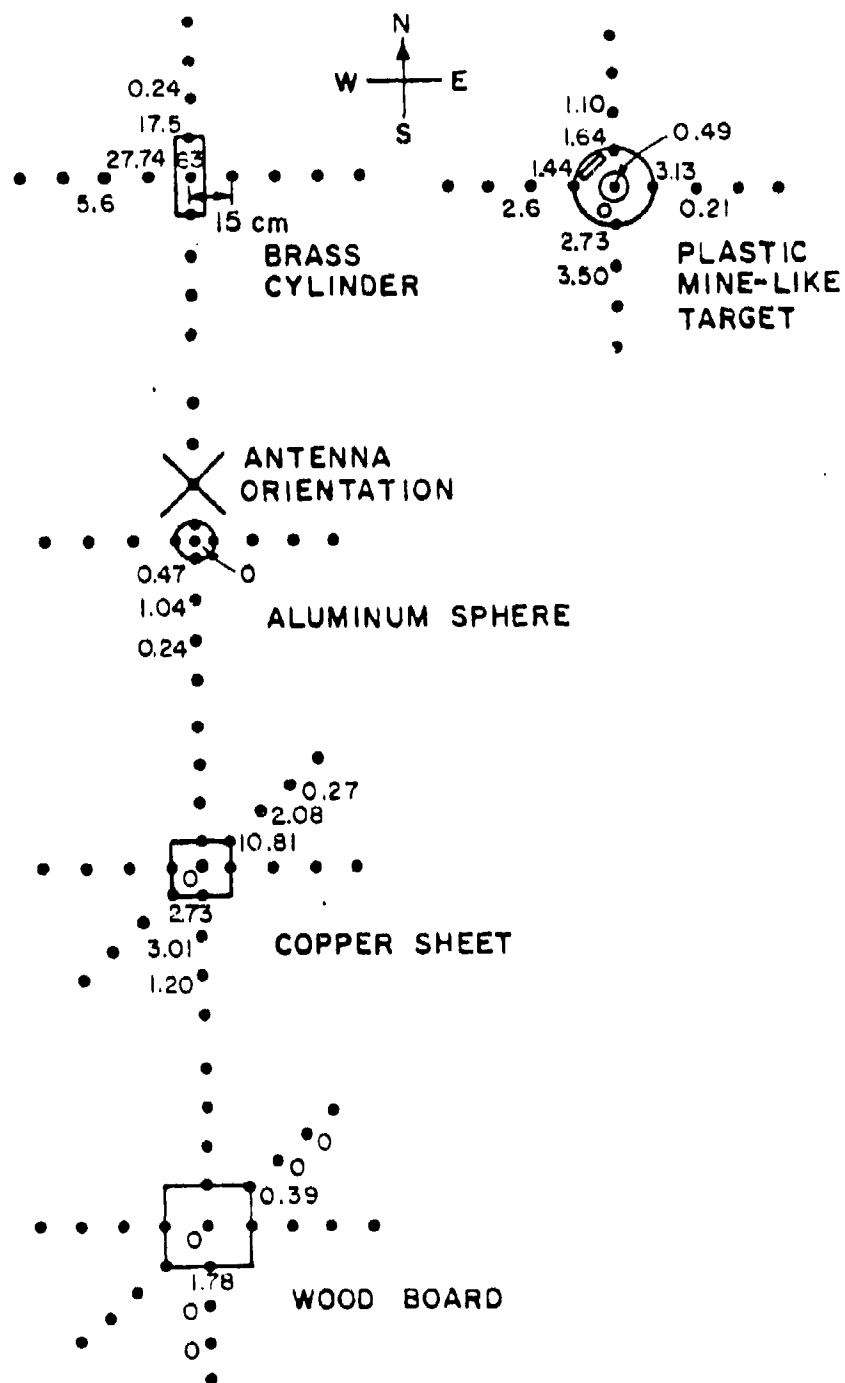 N
W E
S
0.24
17.5
27.74 63
5.6
15 cm
BRASS
CYLINDER
1.10
1.64 0.49
1.44 3.13
2.6 0.21
2.73
3.50
PLASTIC
MINE-LIKE
TARGET
ANTENNA
ORIENTATION
0.47 0
1.04
0.24
ALUMINUM SPHERE
0.27
2.08
10.81
0
2.73
3.01
1.20
COPPER SHEET
0
0
0.39
0
1.78
0
0
WOOD BOARD